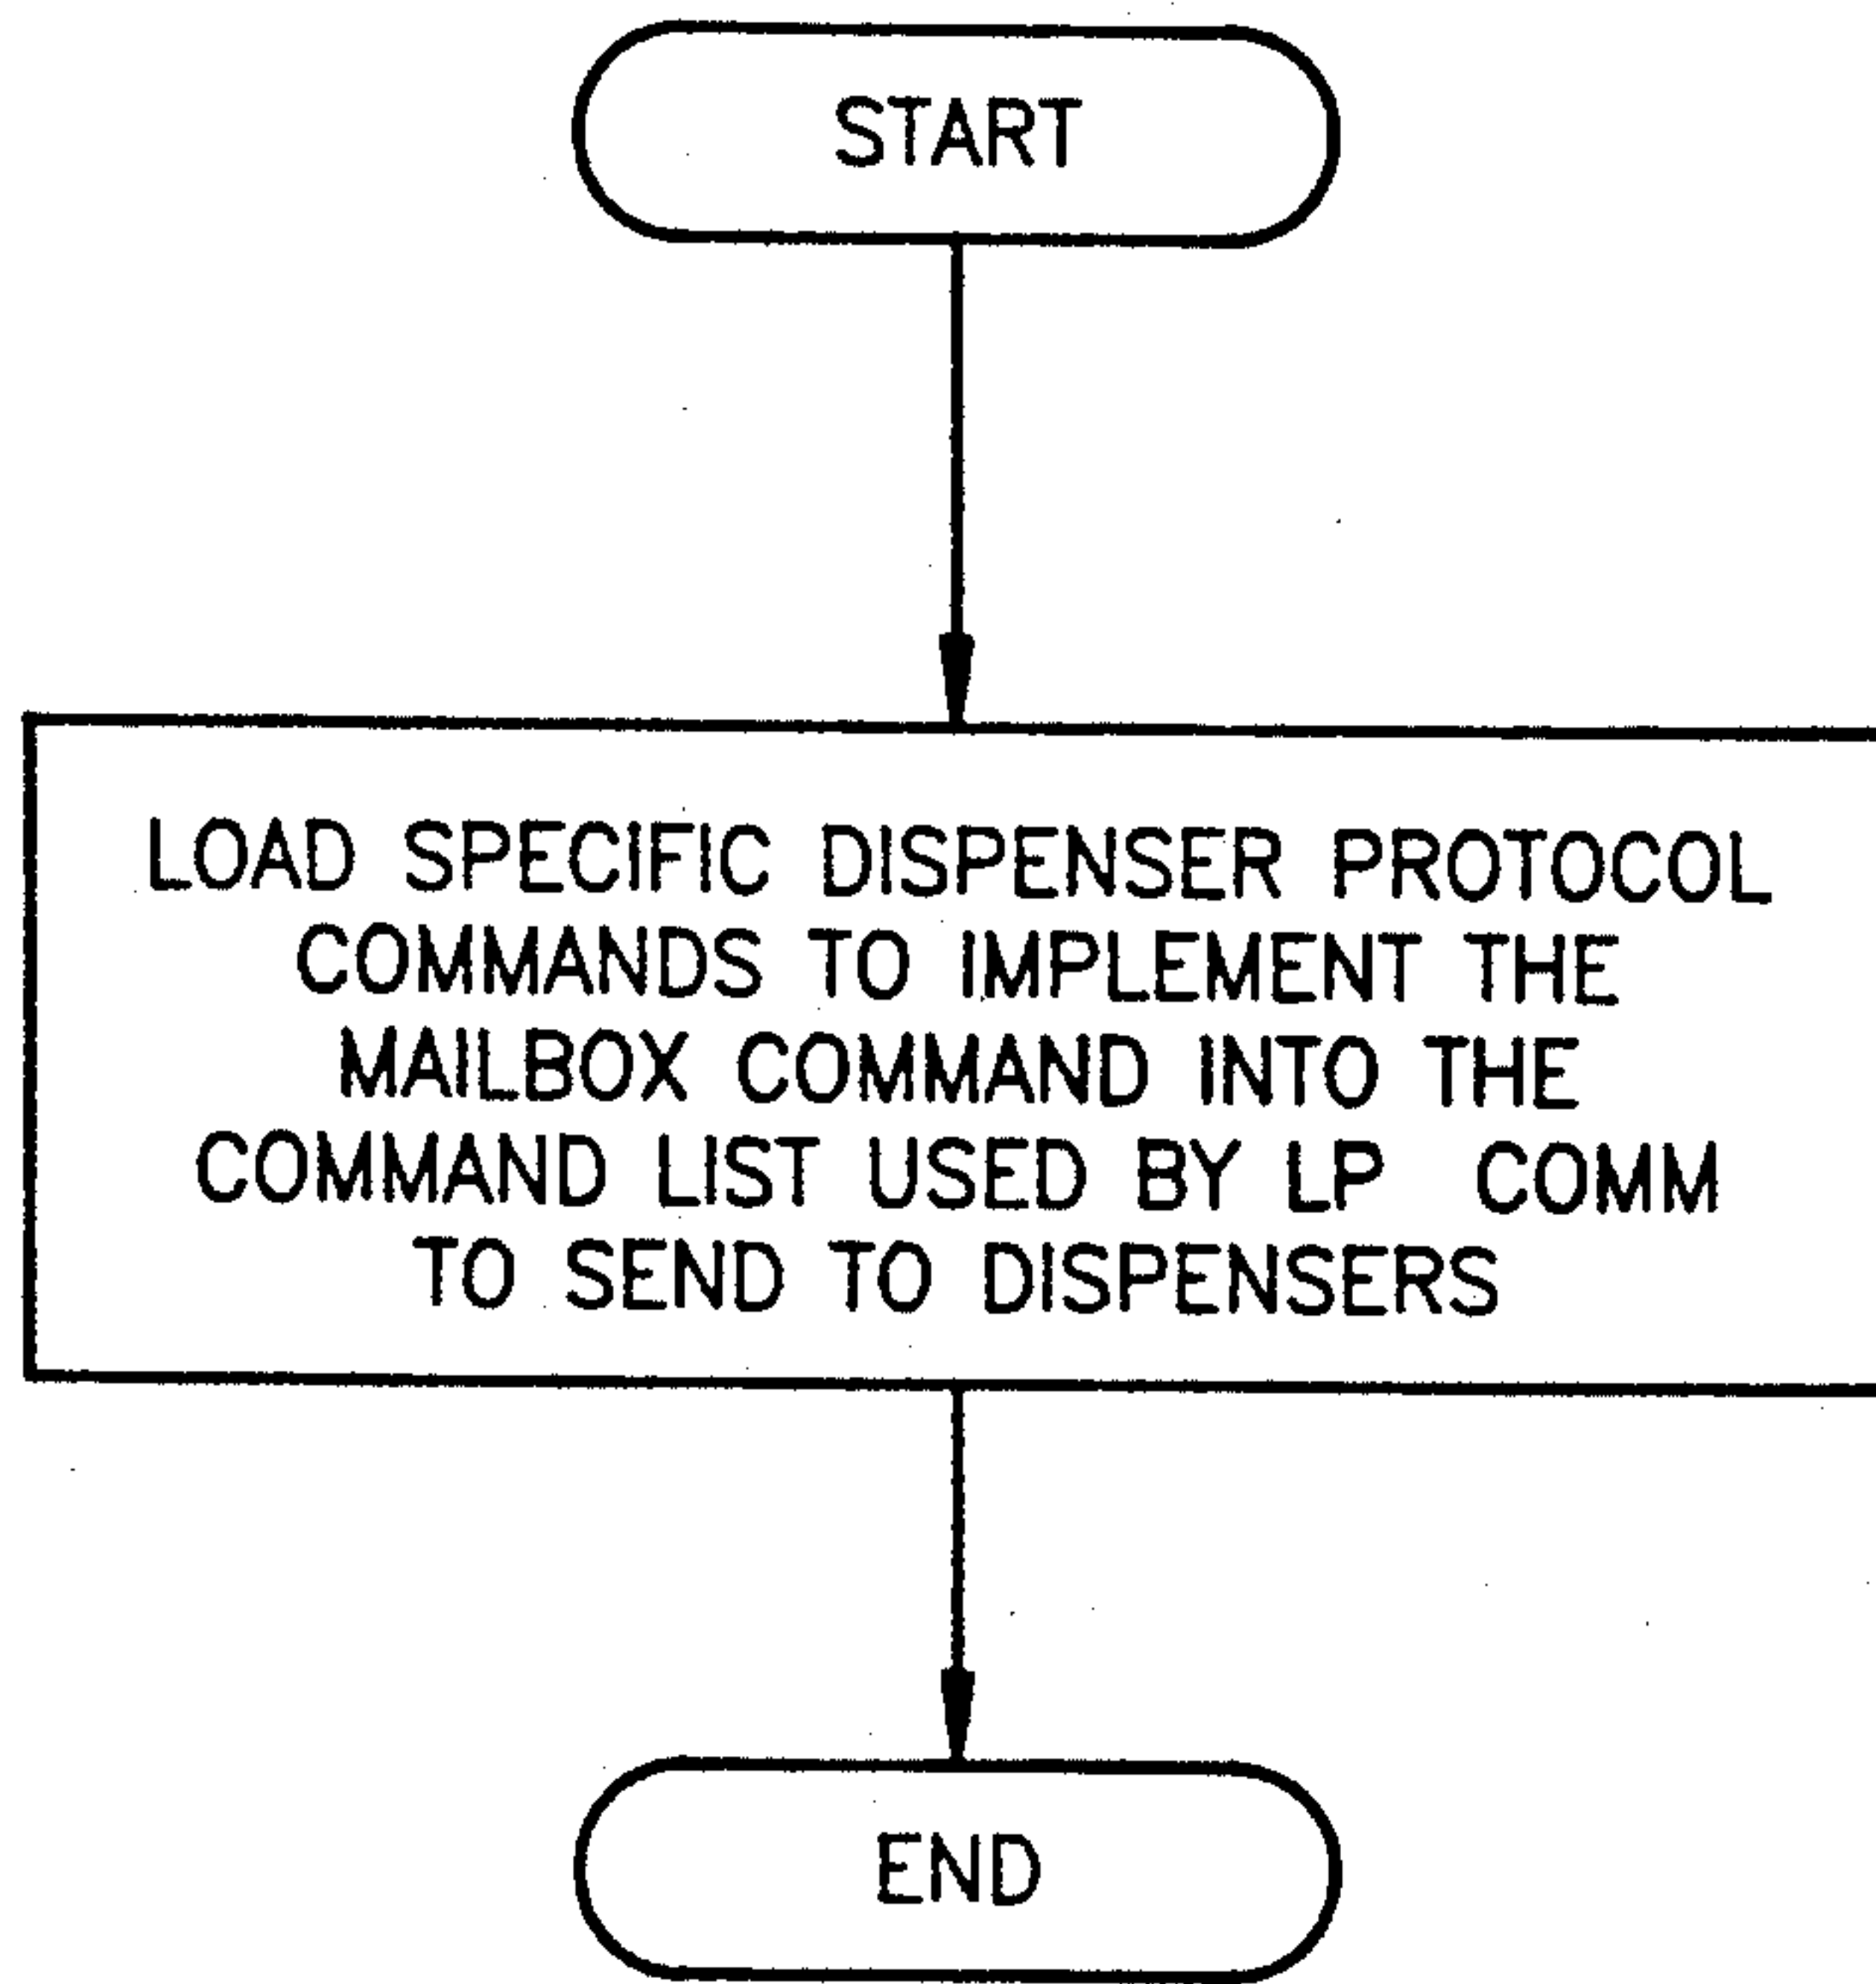 START
LOAD SPECIFIC DISPENSER PROTOCOL
COMMANDS TO IMPLEMENT THE
MAILBOX COMMAND INTO THE
COMMAND LIST USED BY LP COMM
TO SEND TO DISPENSERS
END